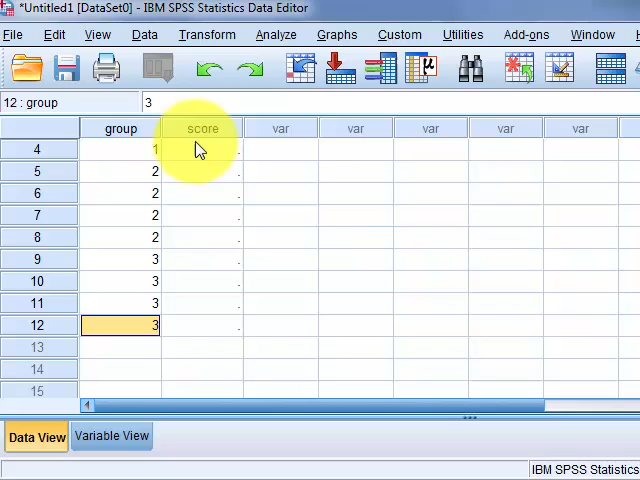 *Untitled1 [DataSet0] - IBM SPSS Statistics Data Editor
File Edit View Data Transform Analyze Graphs Custom Utilities Add-ons Window
μ
12 : group 3
group score var var var var var
4 1 .
5 2 .
6 2 .
7 2 .
8 2 .
9 3 .
10 3 .
11 3 .
12 3 .
13
14
15
Data View Variable View
IBM SPSS Statistics